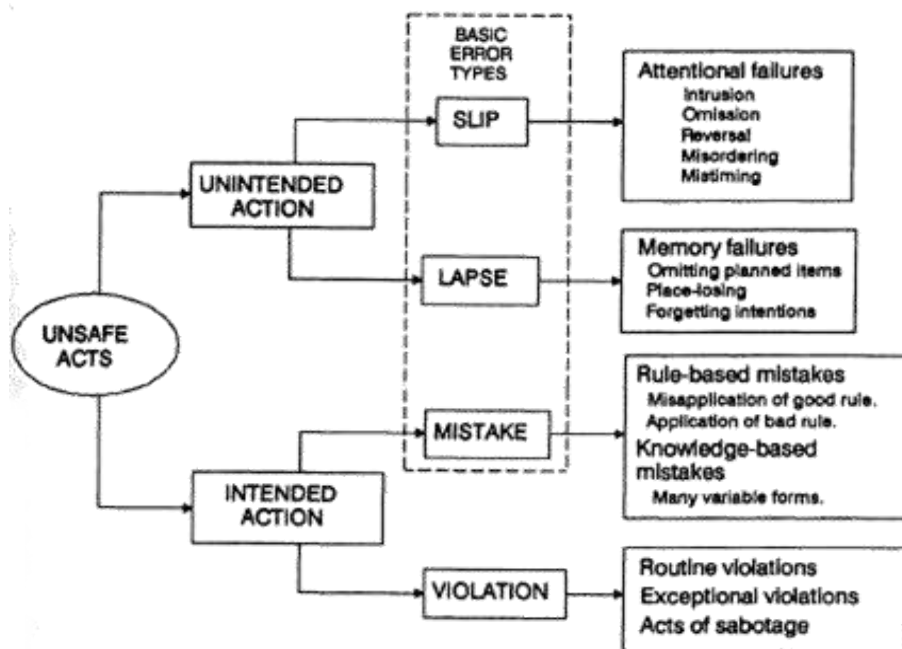 BASIC
ERROR
TYPES
SLIP
Attentional failures
Intrusion
Omission
Reversal
Misordering
Mistiming
UNINTENDED
ACTION
LAPSE
Memory failures
Omitting planned items
Place-losing
Forgetting intentions
UNSAFE
ACTS
MISTAKE
Rule-based mistakes
Misapplication of good rule.
Application of bad rule.
Knowledge-based
mistakes
Many variable forms.
INTENDED
ACTION
VIOLATION
Routine violations
Exceptional violations
Acts of sabotage